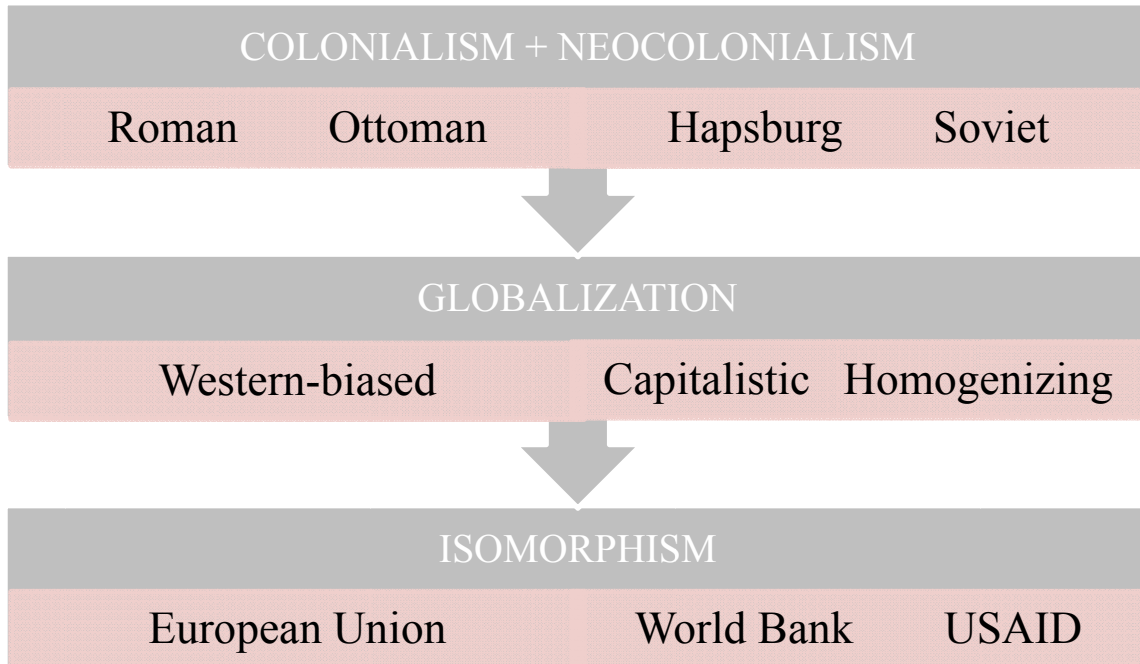 COLONIALISM + NEOCOLONIALISM
Roman Ottoman Hapsburg Soviet
GLOBALIZATION
Western-biased Capitalistic Homogenizing
ISOMORPHISM
European Union World Bank USAID